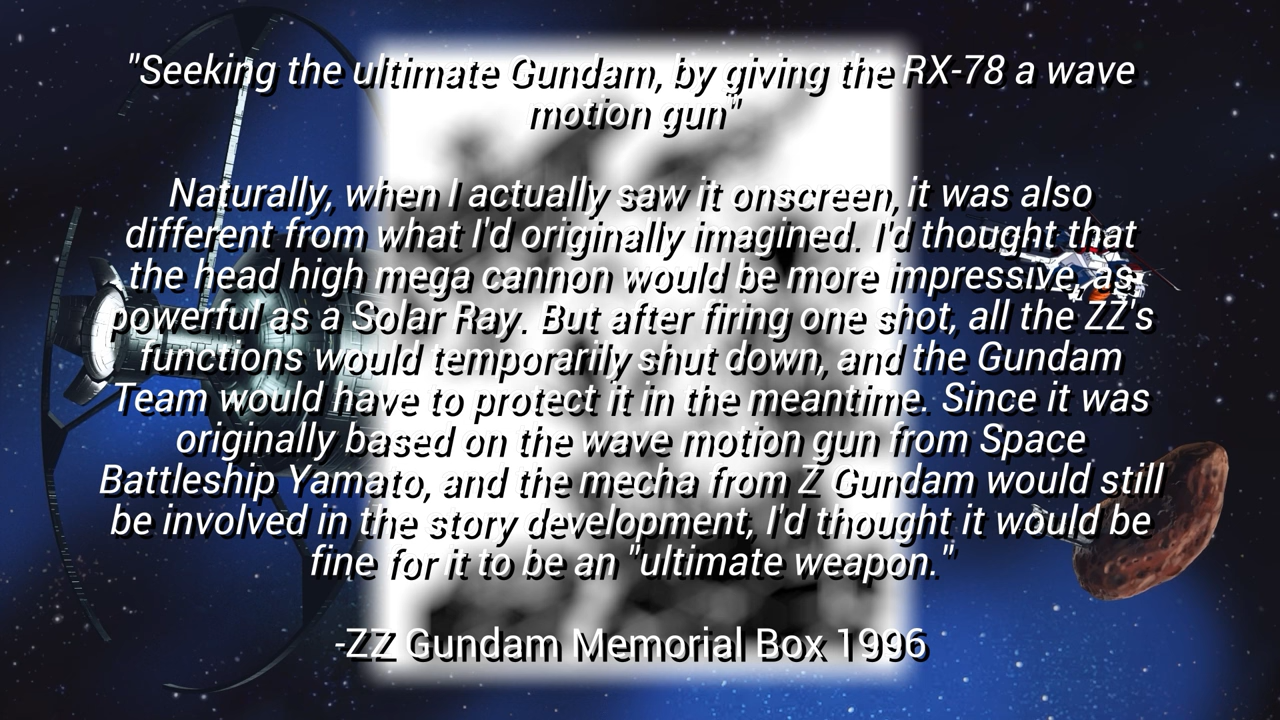 "Seeking the ultimate Gundam, by giving the RX-78 a wave
motion gun"
Naturally, when I actually saw it onscreen, it was also
different from what I'd originally imagined. I'd thought that
the head high mega cannon would be more impressive, as
powerful as a Solar Ray. But after firing one shot, all the ZZ's
functions would temporarily shut down, and the Gundam
Team would have to protect it in the meantime. Since it was
originally based on the wave motion gun from Space
Battleship Yamato, and the mecha from Z Gundam would still
be involved in the story development, I'd thought it would be
fine for it to be an "ultimate weapon."
-ZZ Gundam Memorial Box 1996